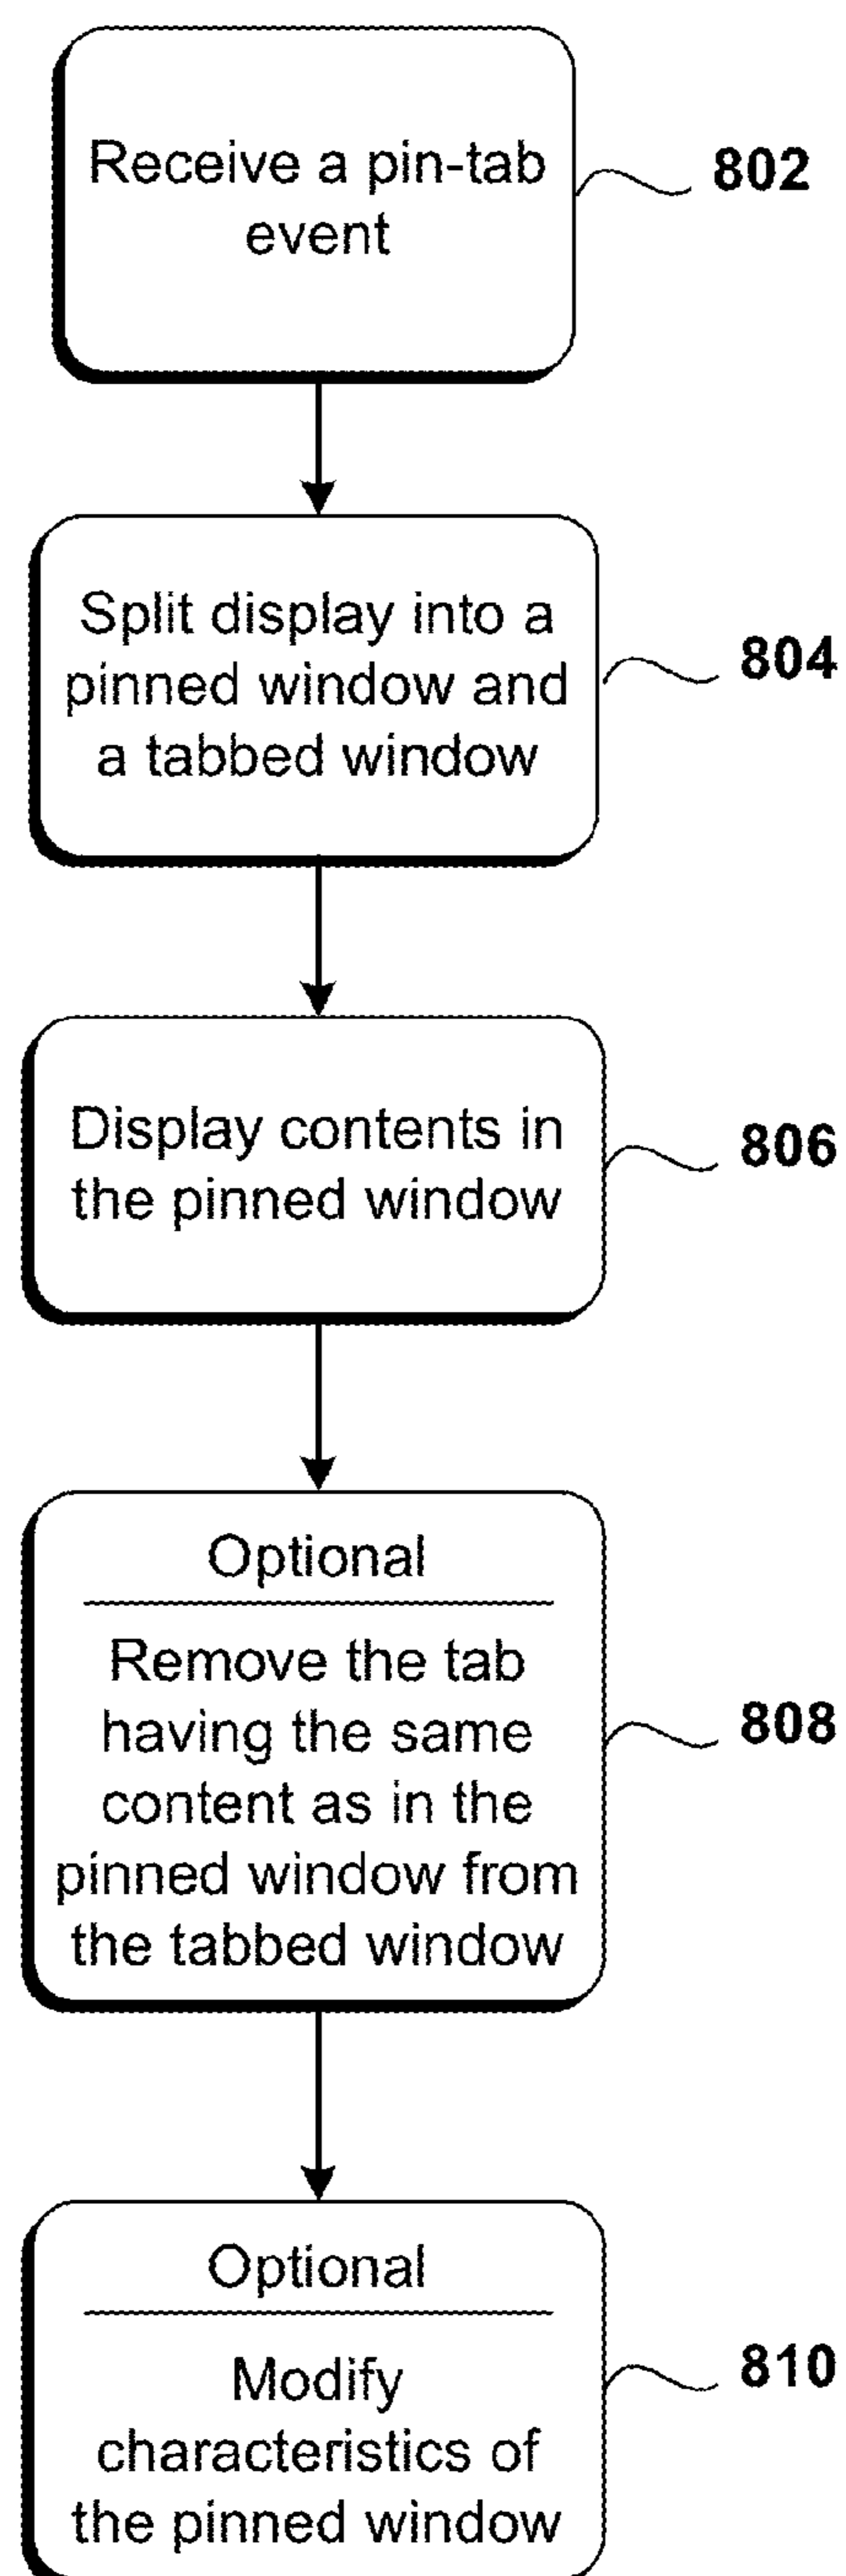 Receive a pin-tab
event
802
Split display into a
pinned window and
a tabbed window
804
Display contents in
the pinned window
806
Optional
Remove the tab
having the same
content as in the
pinned window from
the tabbed window
808
Optional
Modify
characteristics of
the pinned window
810